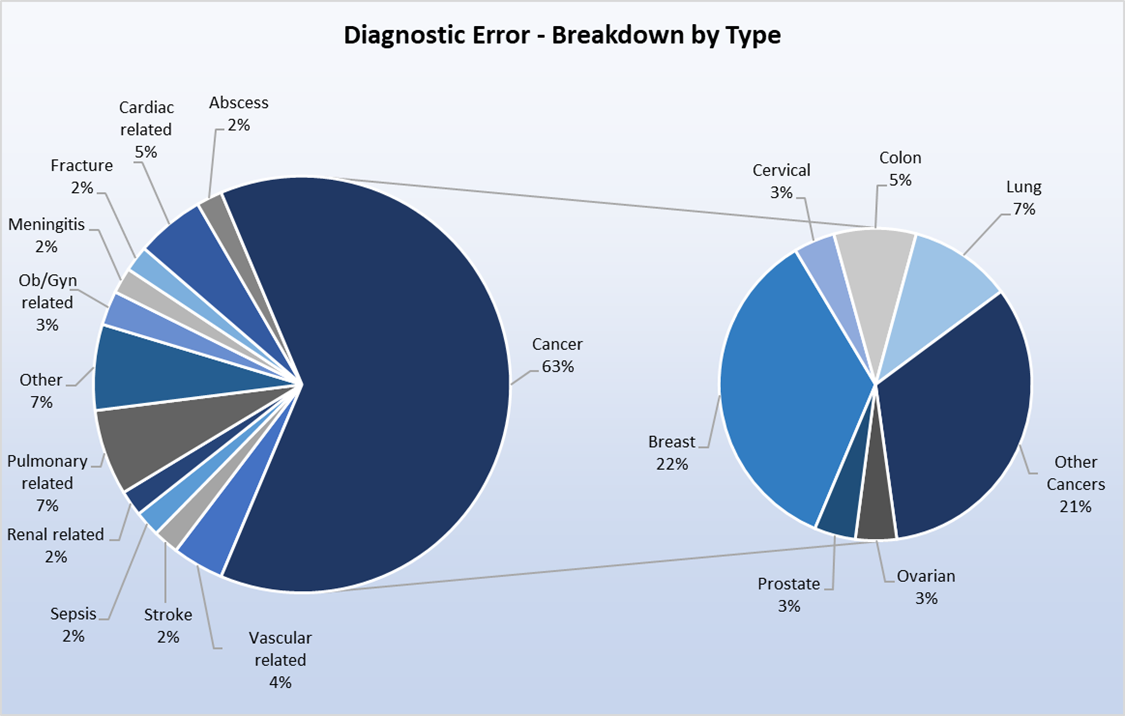 Diagnostic Error - Breakdown by Type
Abscess
2%
Cardiac
related
5%
Fracture
2%
Meningitis
2%
Ob/Gyn
related
3%
Other
7%
Pulmonary
related
7%
Renal related
2%
Sepsis
2%
Stroke
2%
Vascular
related
4%
Cancer
63%
Cervical
3%
Colon
5%
Lung
7%
Breast
22%
Other
Cancers
21%
Prostate
3%
Ovarian
3%